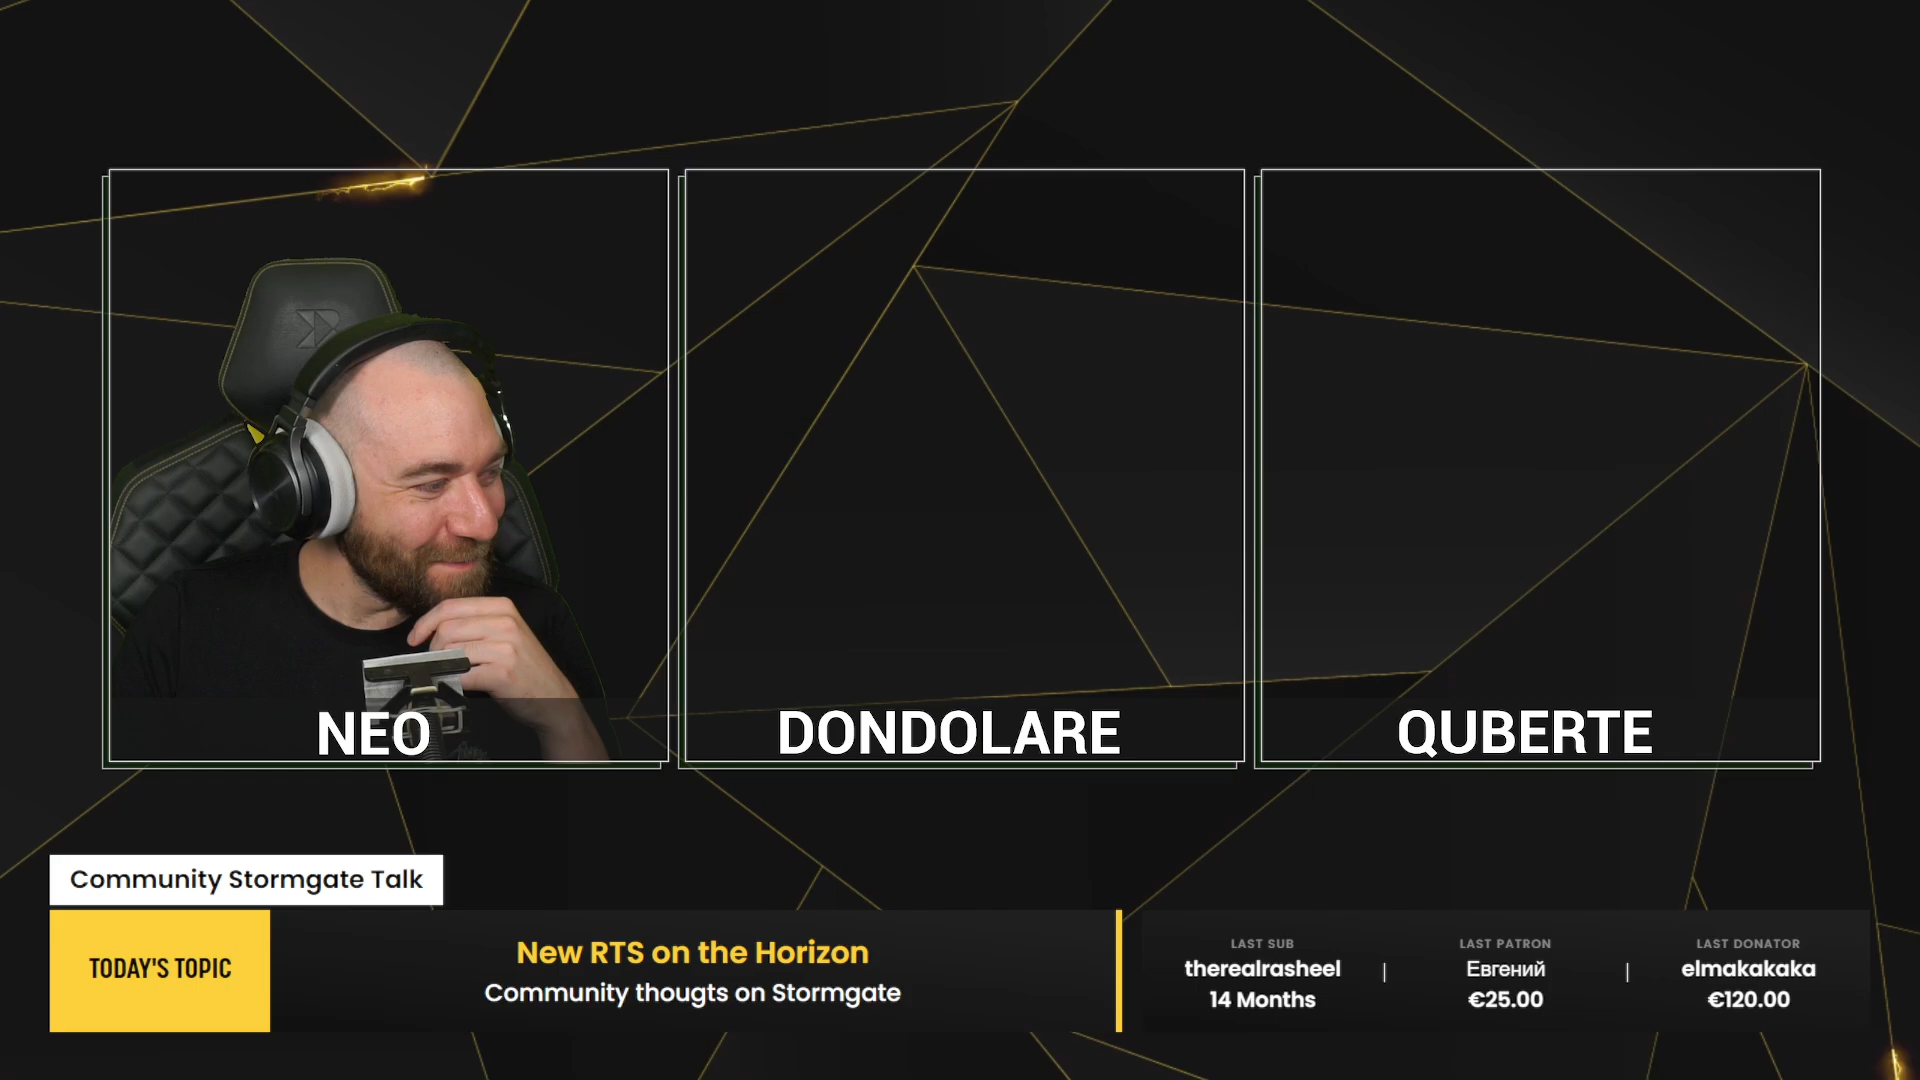 NEO
DONDOLARE
QUBERTE
Community Stormgate Talk
TODAY'S TOPIC
New RTS on the Horizon
Community thougts on Stormgate
LAST SUB
therealrasheel
14 Months
|
LAST PATRON
Евгений
€25.00
|
LAST DONATOR
elmakakaka
€120.00